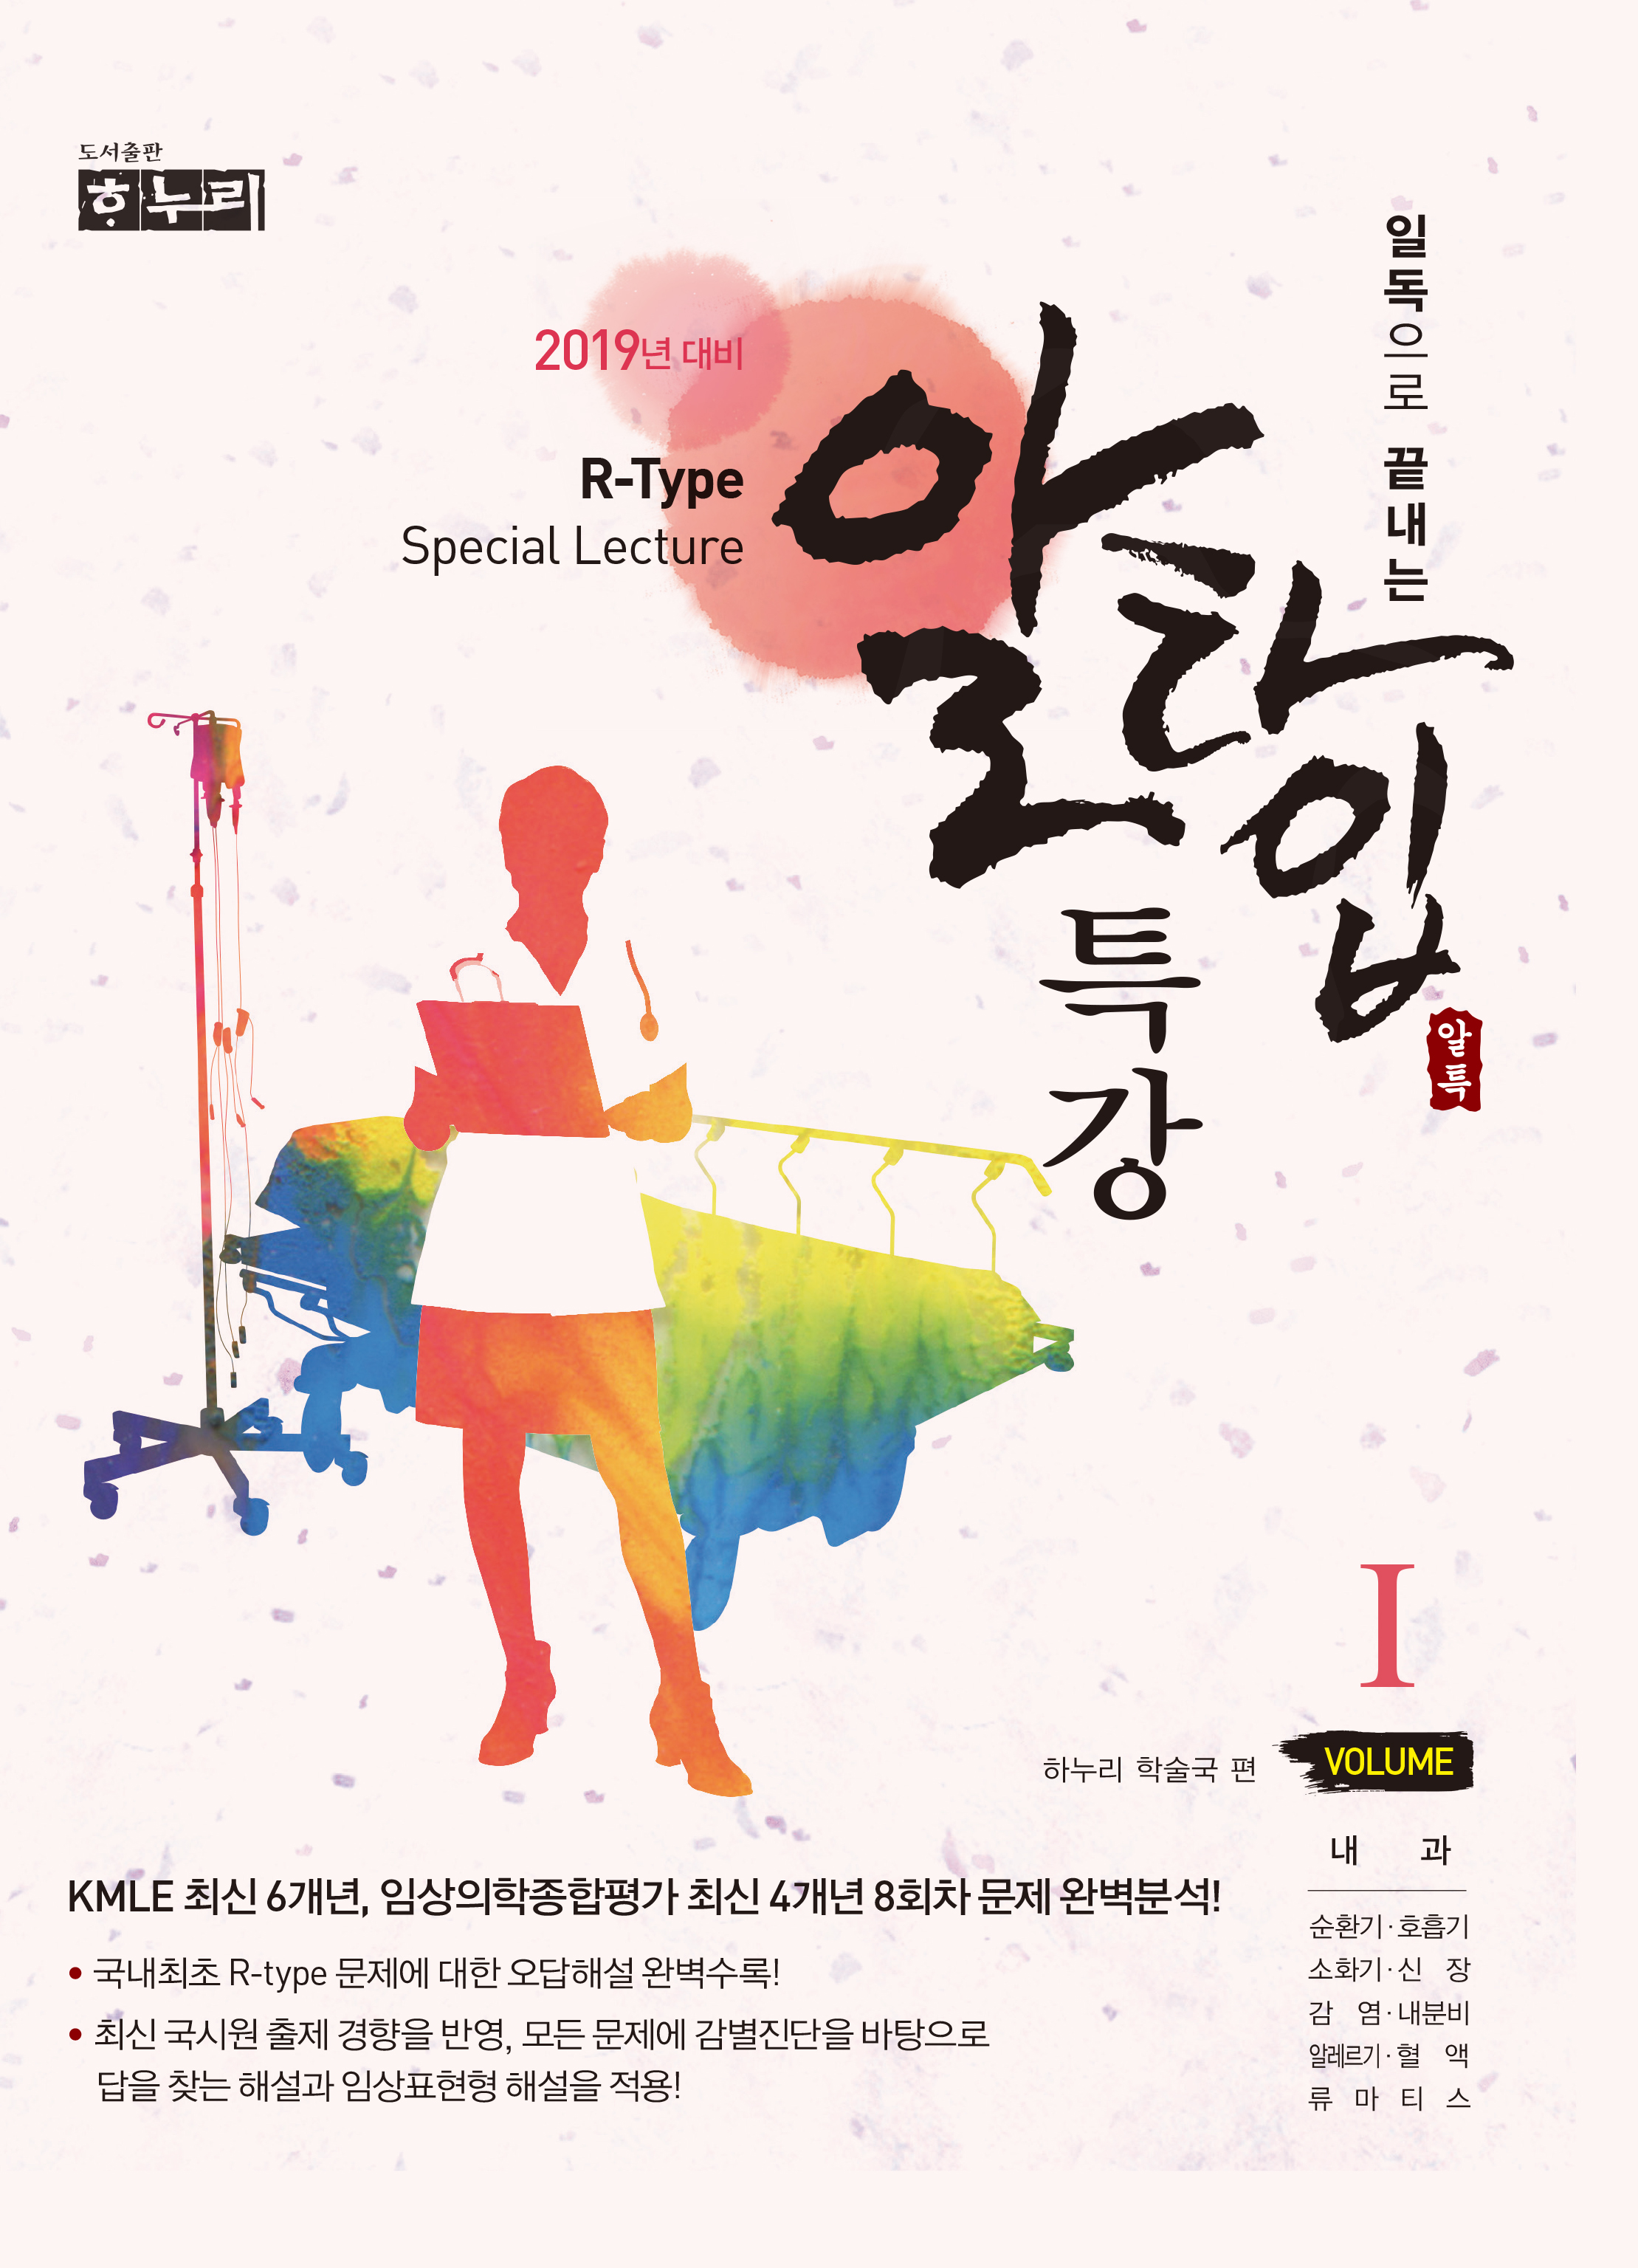 도서출판
하누리
일독으로 끝내는
2019년 대비
R-Type
Special Lecture
알타입
특강
알특
I
VOLUME
하누리 학술국 편
내 과
순환기·호흡기
소화기·신 장
감 염·내분비
알레르기·혈 액
류 마 티 스
KMLE 최신 6개년, 임상의학종합평가 최신 4개년 8회차 문제 완벽분석!
• 국내최초 R-type 문제에 대한 오답해설 완벽수록!
• 최신 국시원 출제 경향을 반영, 모든 문제에 감별진단을 바탕으로
답을 찾는 해설과 임상표현형 해설을 적용!